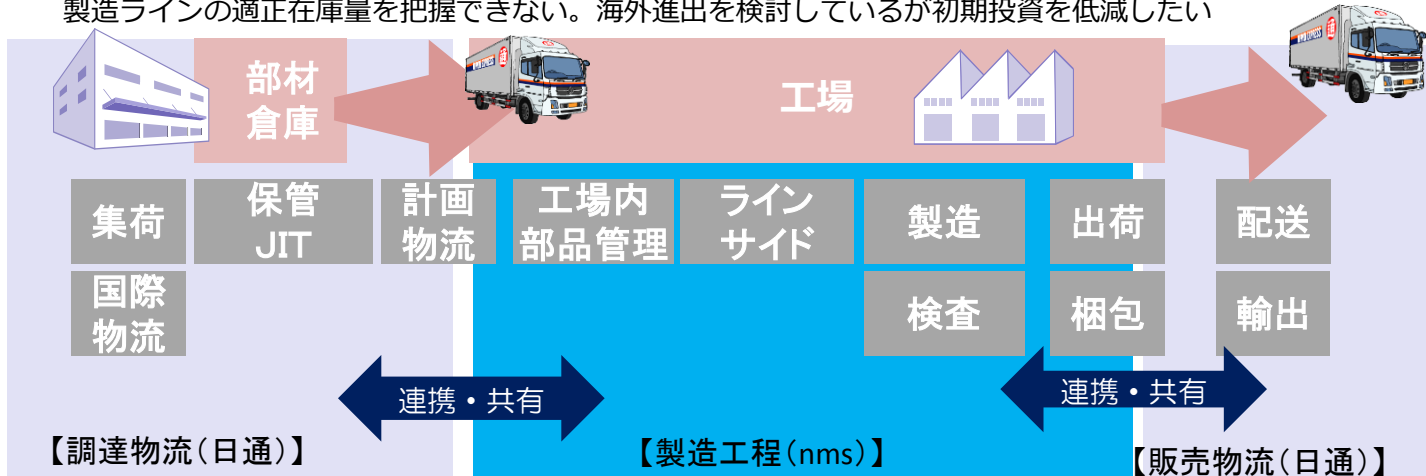 製造ラインの適正在庫量を把握できない。海外進出を検討しているが初期投資を低減したい
部材
倉庫
工場
集荷
保管
JIT
計画
物流
工場内
部品管理
ライン
サイド
製造
出荷
配送
国際
物流
検査
梱包
輸出
連携・共有
連携・共有
【調達物流(日通)】
【製造工程(nms)】
【販売物流(日通)】